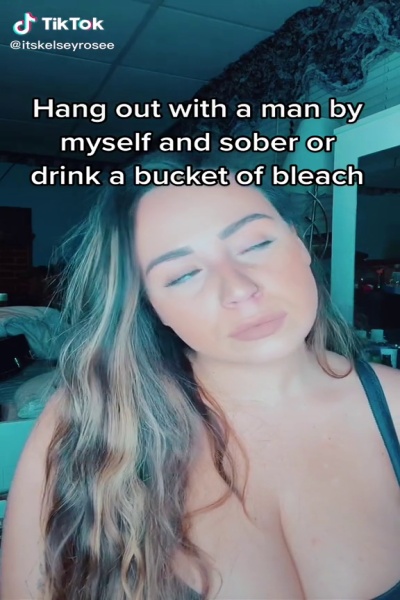 TikTok
@itskelseyrosee
Hang out with a man by
myself and sober or
drink a bucket of bleach